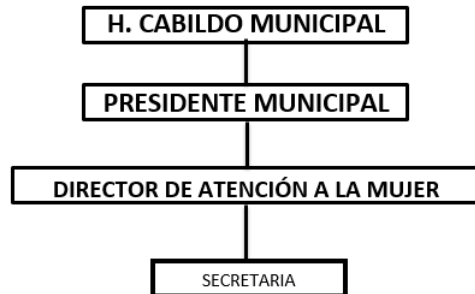 H. CABILDO MUNICIPAL
PRESIDENTE MUNICIPAL
DIRECTOR DE ATENCIÓN A LA MUJER
SECRETARIA